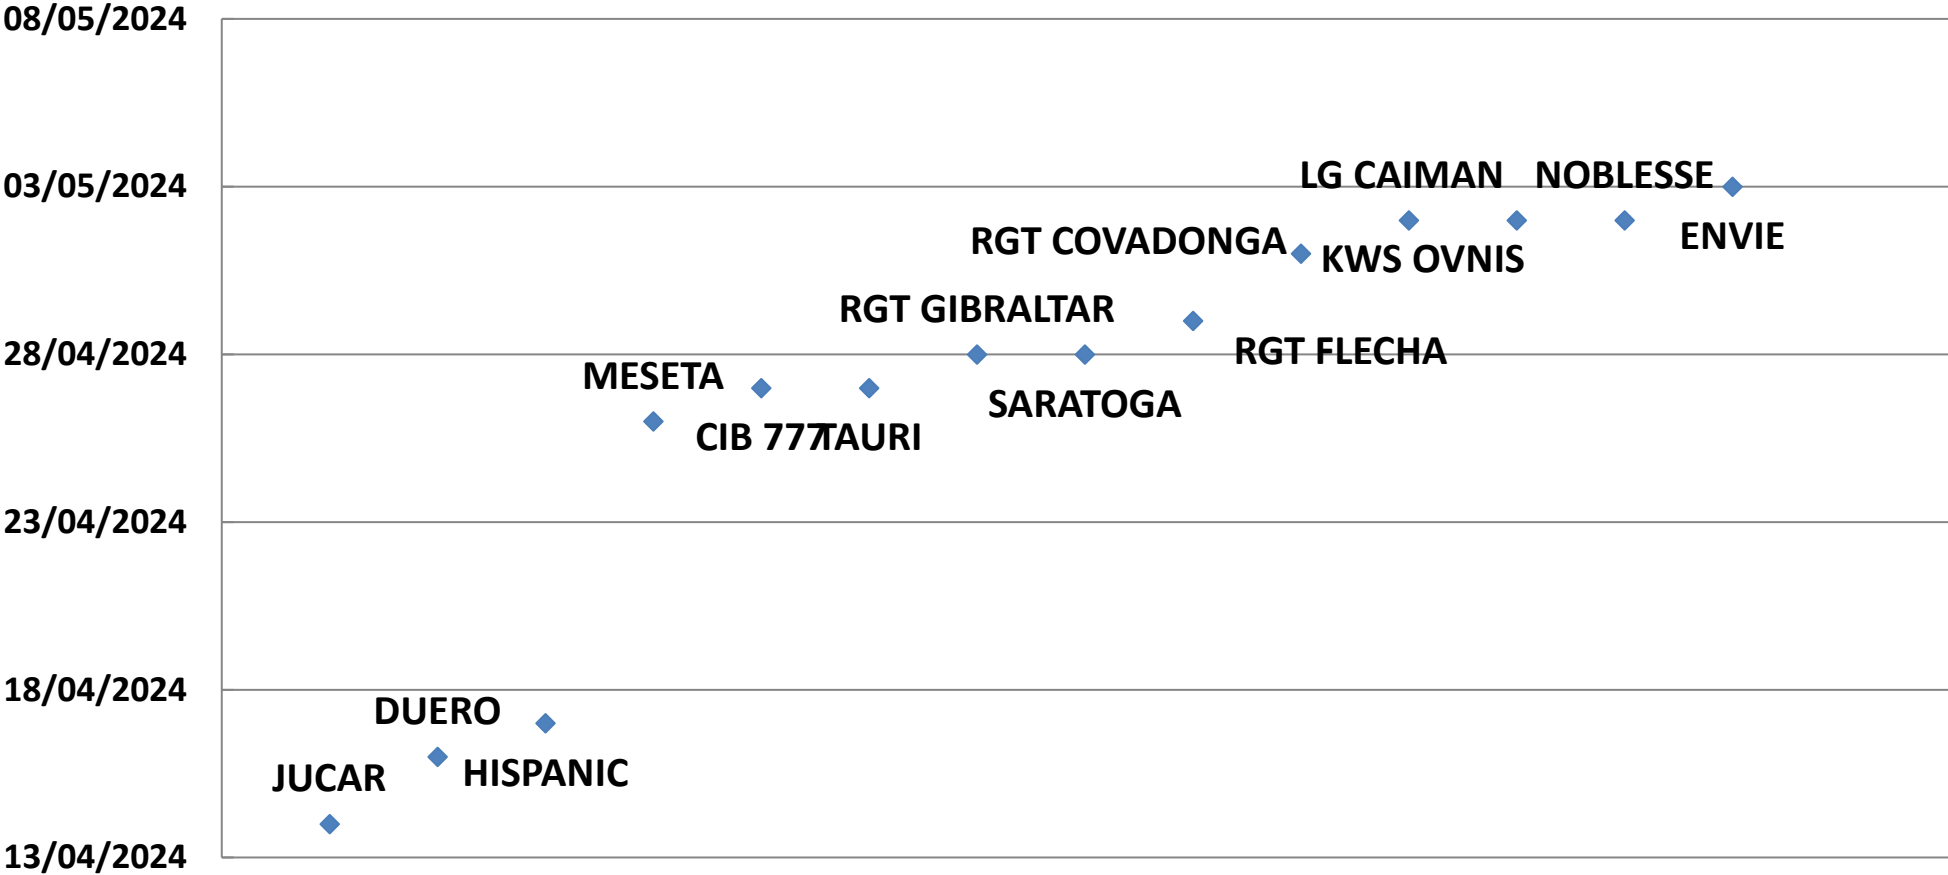 08/05/2024
03/05/2024
28/04/2024
23/04/2024
18/04/2024
13/04/2024
JUCAR
DUERO
HISPANIC
MESETA
CIB 777
TAURI
RGT GIBRALTAR
SARATOGA
RGT FLECHA
RGT COVADONGA
LG CAIMAN
KWS OVNIS
NOBLESSE
ENVIE